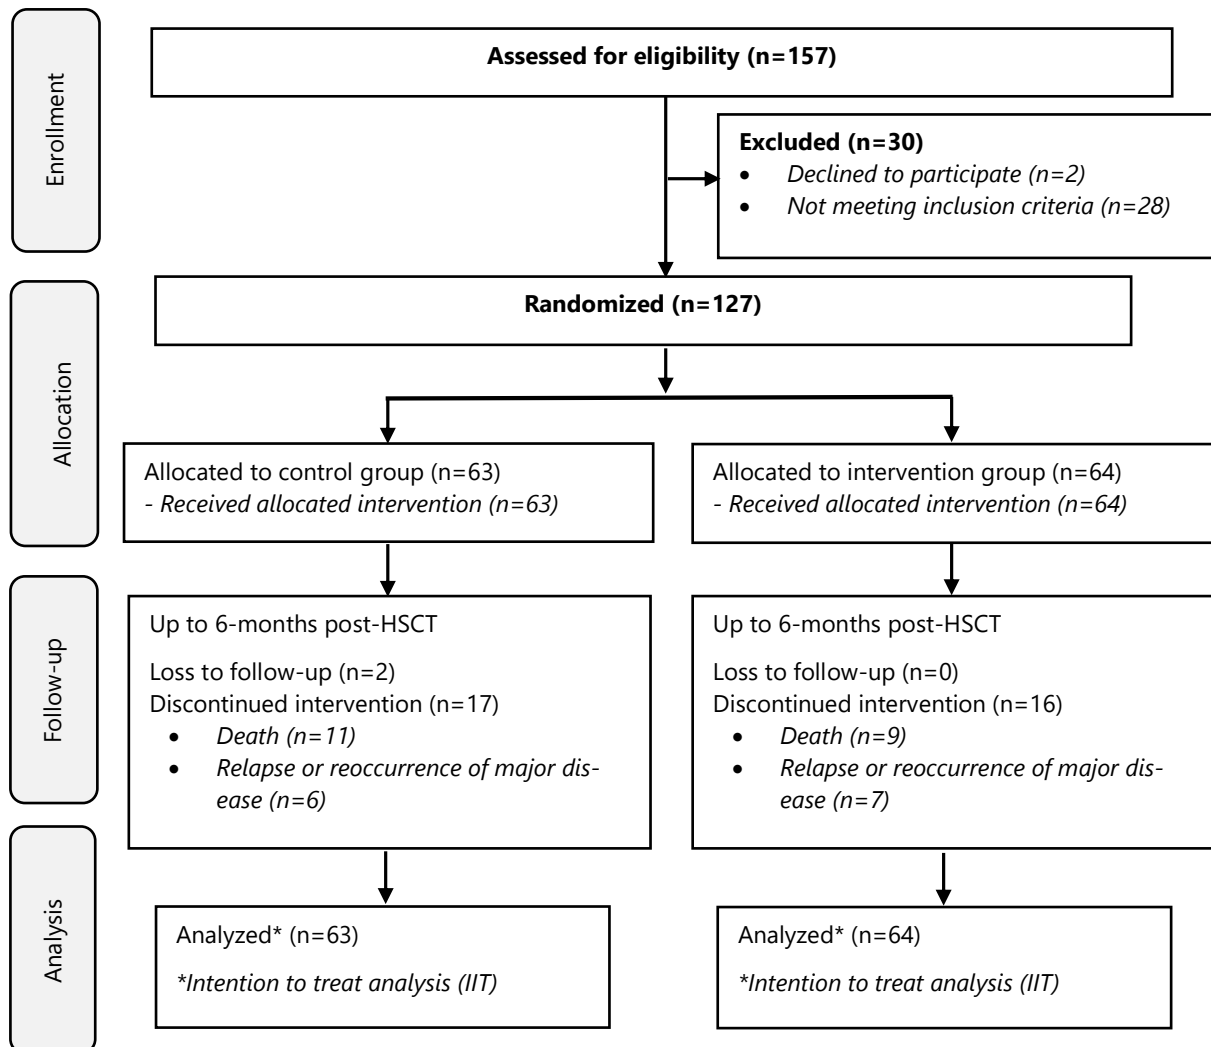 Enrollment
Assessed for eligibility (n=157)
Excluded (n=30)
• Declined to participate (n=2)
• Not meeting inclusion criteria (n=28)
Allocation
Randomized (n=127)
Allocated to control group (n=63)
- Received allocated intervention (n=63)
Allocated to intervention group (n=64)
- Received allocated intervention (n=64)
Follow-up
Up to 6-months post-HSCT
Loss to follow-up (n=2)
Discontinued intervention (n=17)
• Death (n=11)
• Relapse or reoccurrence of major dis-
ease (n=6)
Up to 6-months post-HSCT
Loss to follow-up (n=0)
Discontinued intervention (n=16)
• Death (n=9)
• Relapse or reoccurrence of major dis-
ease (n=7)
Analysis
Analyzed* (n=63)
*Intention to treat analysis (IIT)
Analyzed* (n=64)
*Intention to treat analysis (IIT)